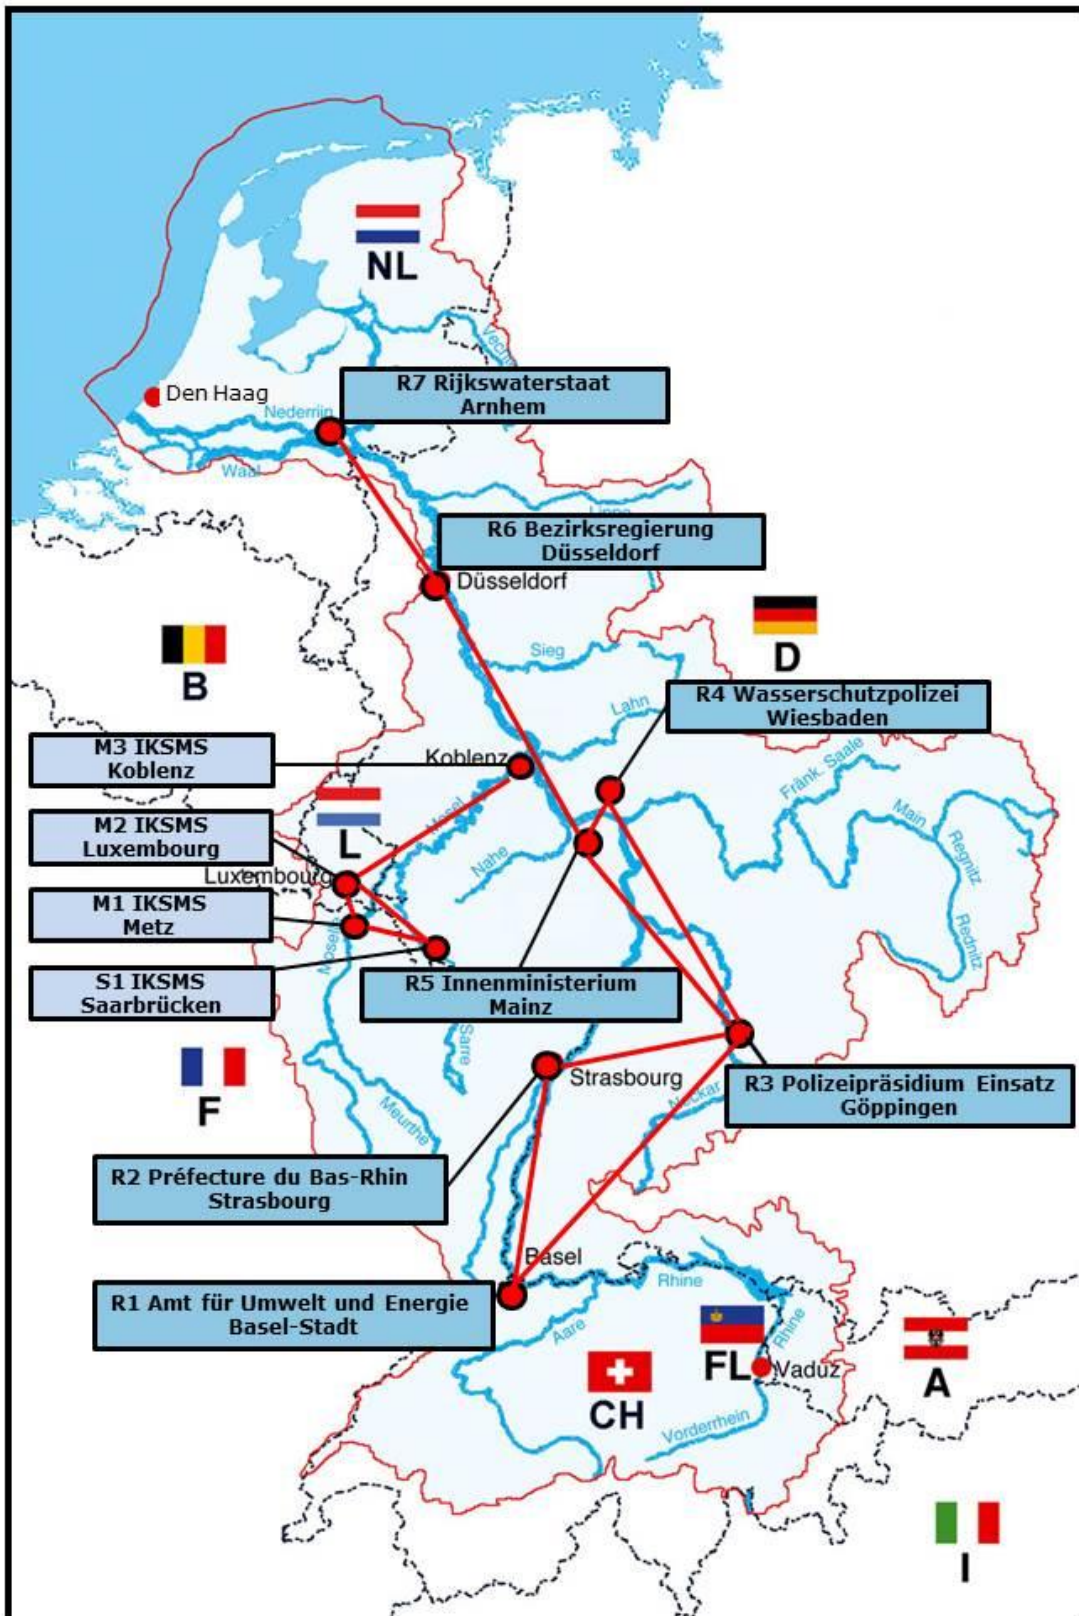 NL
Vecht
R7 Rijkswaterstaat
Arnhem
Den Haag
Nederrijn
Waal
Lippe
R6 Bezirksregierung
Düsseldorf
Düsseldorf
B
D
Sieg
Lahn
R4 Wasserschutzpolizei
Wiesbaden
M3 IKSMS
Koblenz
Koblenz
Fränk. Saale
Main
Regnitz
Rednitz
Mosel
Nahe
M2 IKSMS
Luxembourg
L
Luxembourg
M1 IKSMS
Metz
Moselle
S1 IKSMS
Saarbrücken
R5 Innenministerium
Mainz
Sarre
F
Meurthe
Strasbourg
Neckar
R3 Polizeipräsidium Einsatz
Göppingen
R2 Préfecture du Bas-Rhin
Strasbourg
Basel
Rhine
Rhine
R1 Amt für Umwelt und Energie
Basel-Stadt
Aare
FL
Vaduz
A
CH
Vorderrhein
I